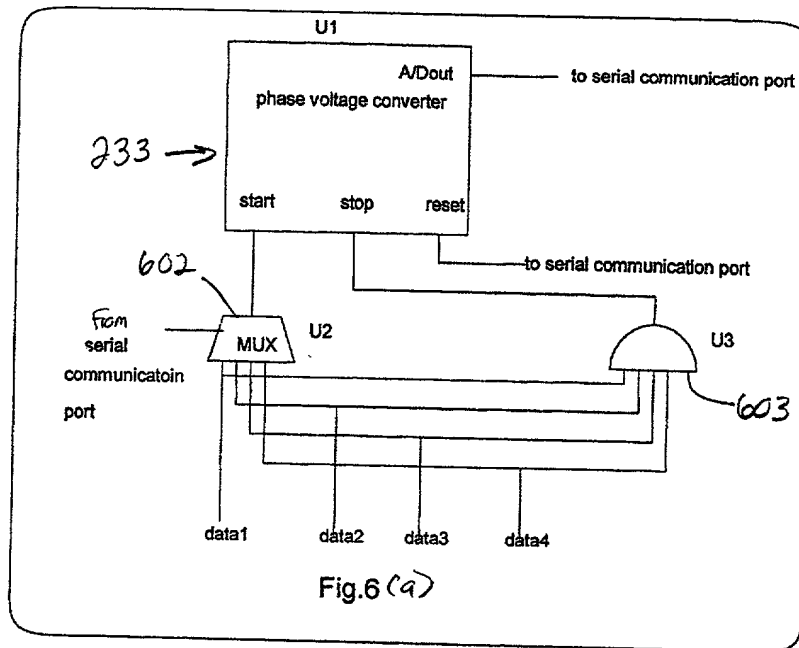 U1
A/Dout
to serial communication port
phase voltage converter
233
start
stop
reset
to serial communication port
602
From
serial
communicatoin
port
MUX
U2
U3
603
data1
data2
data3
data4
Fig.6 (a)